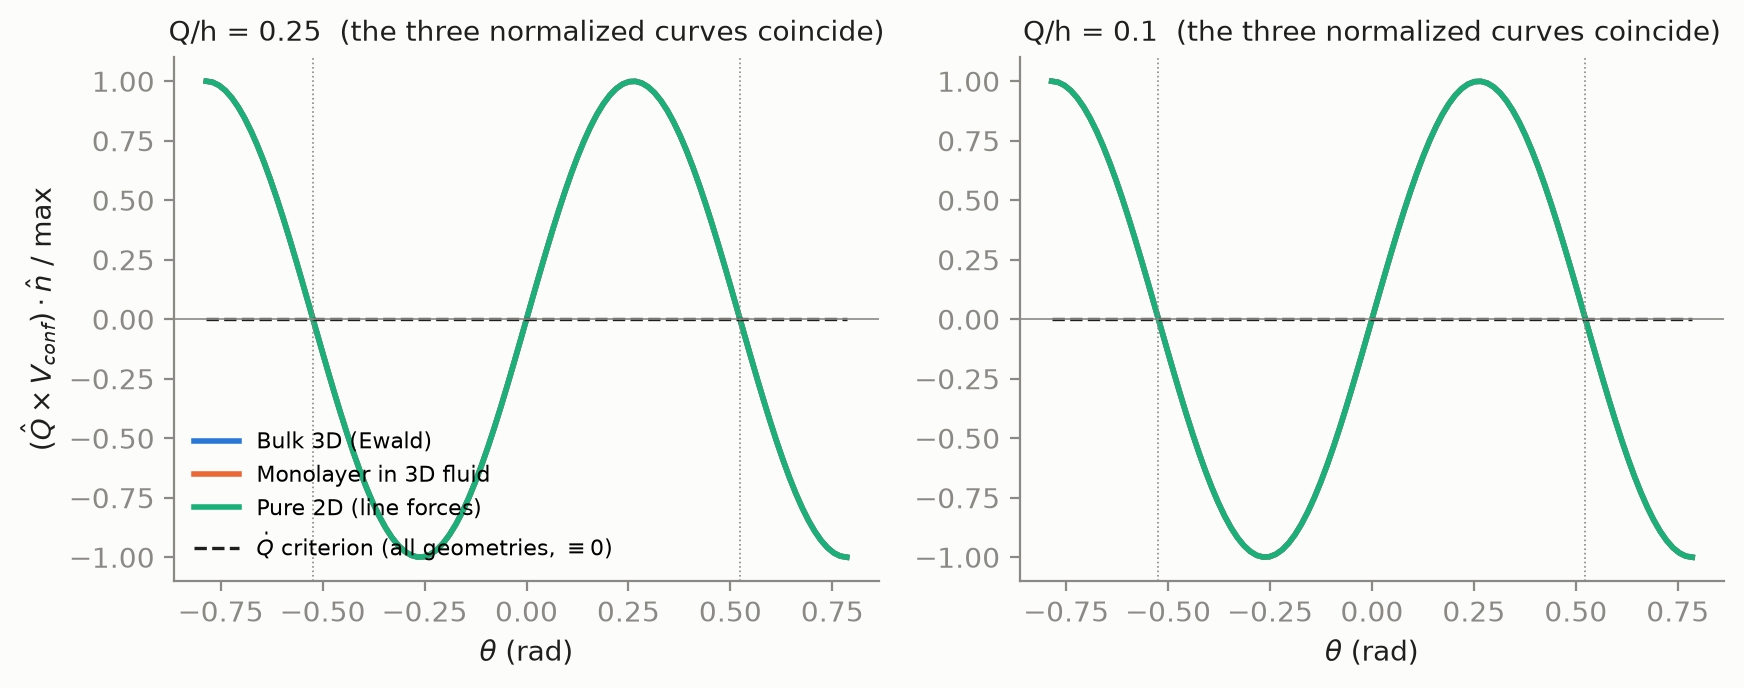 Q/h = 0.25 (the three normalized curves coincide)
(Q̂ × V_conf) · n̂ / max
1.00
0.75
0.50
0.25
0.00
−0.25
−0.50
−0.75
−1.00
Bulk 3D (Ewald)
Monolayer in 3D fluid
Pure 2D (line forces)
Q̇ criterion (all geometries, ≡ 0)
−0.75 −0.50 −0.25 0.00 0.25 0.50 0.75
θ (rad)
Q/h = 0.1 (the three normalized curves coincide)
1.00
0.75
0.50
0.25
0.00
−0.25
−0.50
−0.75
−1.00
−0.75 −0.50 −0.25 0.00 0.25 0.50 0.75
θ (rad)